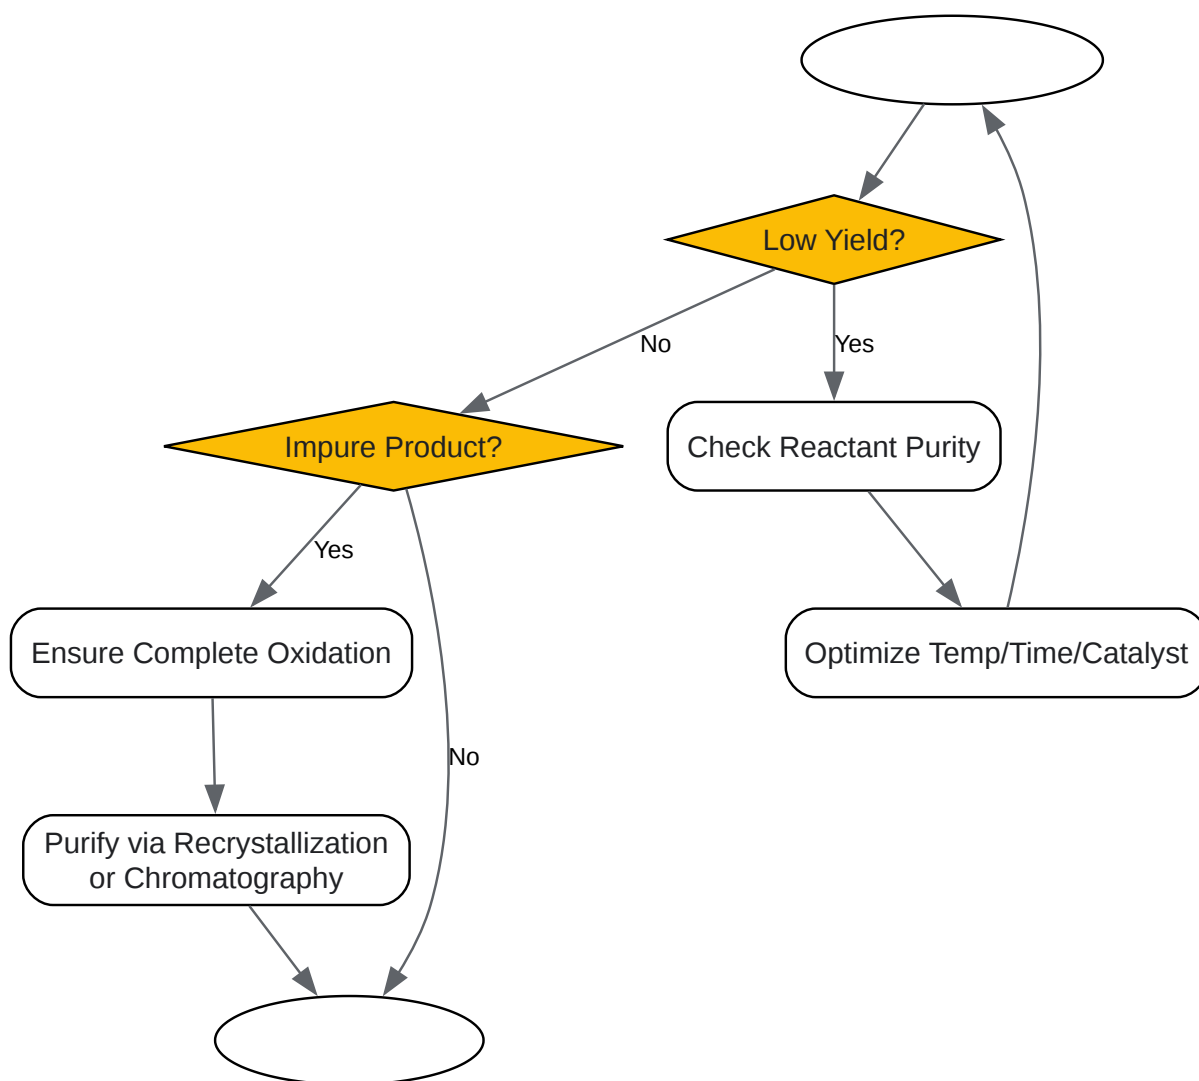 Low Yield?
No
Yes
Impure Product?
Check Reactant Purity
Yes
Ensure Complete Oxidation
Optimize Temp/Time/Catalyst
No
Purify via Recrystallization
or Chromatography